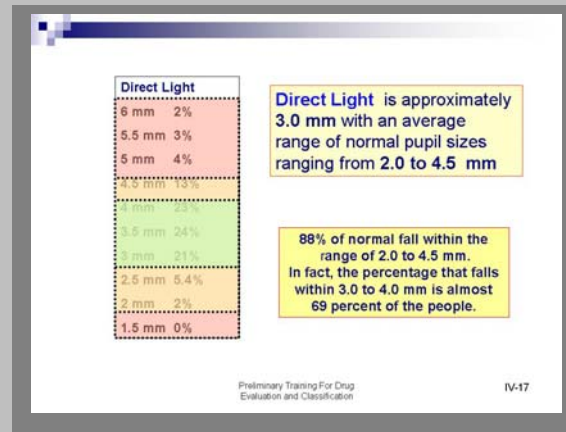 Direct Light
6 mm 2%
5.5 mm 3%
5 mm 4%
4.5 mm 13%
4 mm 23%
3.5 mm 24%
3 mm 21%
2.5 mm 5.4%
2 mm 2%
1.5 mm 0%
Direct Light is approximately
3.0 mm with an average
range of normal pupil sizes
ranging from 2.0 to 4.5 mm
88% of normal fall within the
range of 2.0 to 4.5 mm.
In fact, the percentage that falls
within 3.0 to 4.0 mm is almost
69 percent of the people.
Preliminary Training For Drug
Evaluation and Classification
IV-17